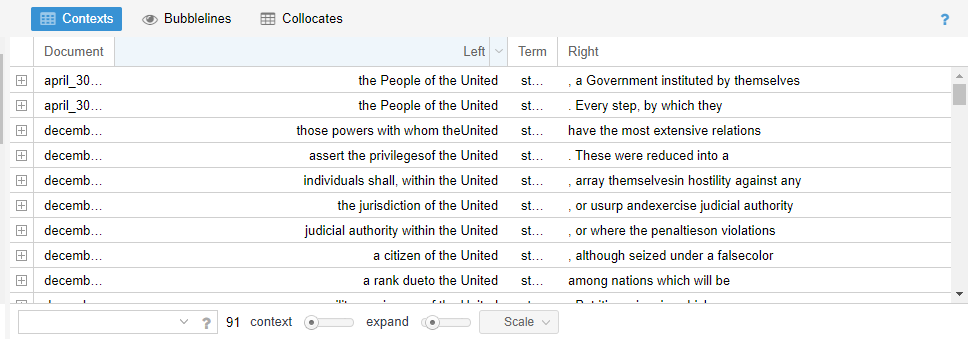 Contexts Bubblelines Collocates ?
Document Left Term Right
april_30... the People of the United st... , a Government instituted by themselves
april_30... the People of the United st... . Every step, by which they
decemb... those powers with whom theUnited st... have the most extensive relations
decemb... assert the privilegesof the United st... . These were reduced into a
decemb... individuals shall, within the United st... , array themselvesin hostility against any
decemb... the jurisdiction of the United st... , or usurp andexercise judicial authority
decemb... judicial authority within the United st... , or where the penaltieson violations
decemb... a citizen of the United st... , although seized under a falsecolor
decemb... a rank dueto the United st... among nations which will be
? 91 context expand Scale